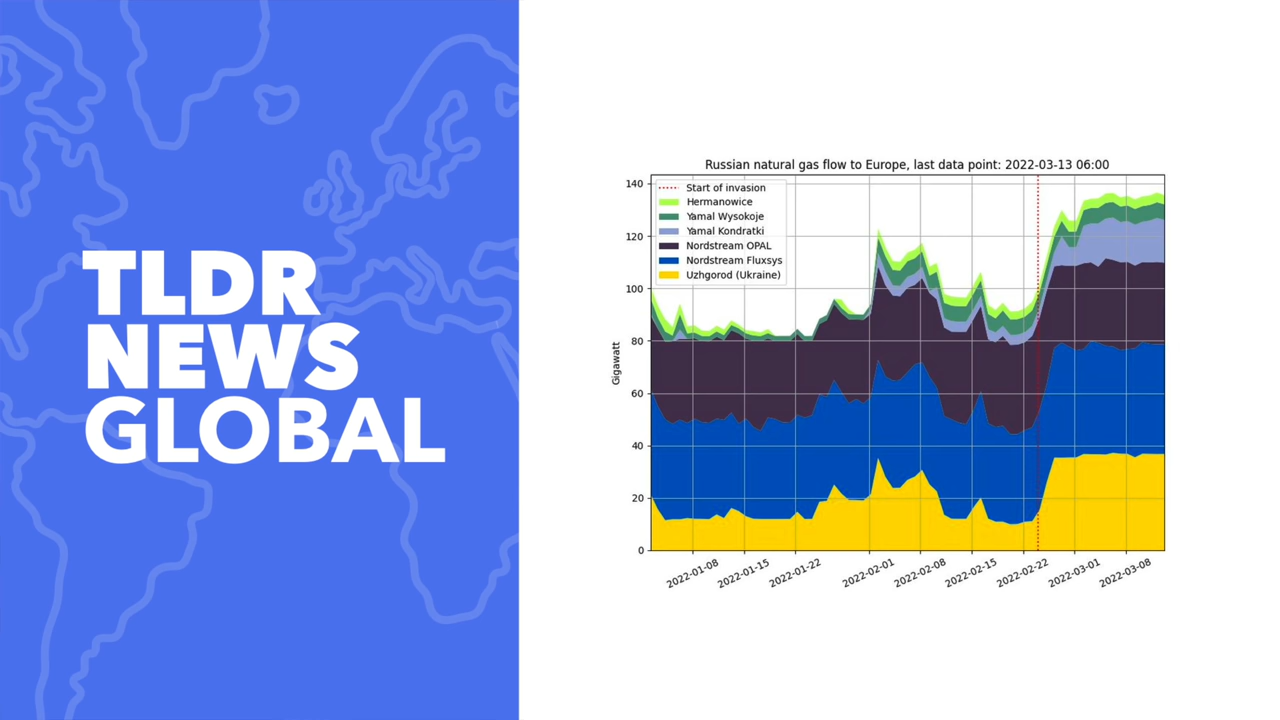 TLDR
NEWS
GLOBAL
Russian natural gas flow to Europe, last data point: 2022-03-13 06:00
Start of invasion
Hermanowice
Yamal Wysokoje
Yamal Kondratki
Nordstream OPAL
Nordstream Fluxsys
Uzhgorod (Ukraine)
Gigawatt
140
120
100
80
60
40
20
0
2022-01-08
2022-01-15
2022-01-22
2022-02-01
2022-02-08
2022-02-15
2022-02-22
2022-03-01
2022-03-08